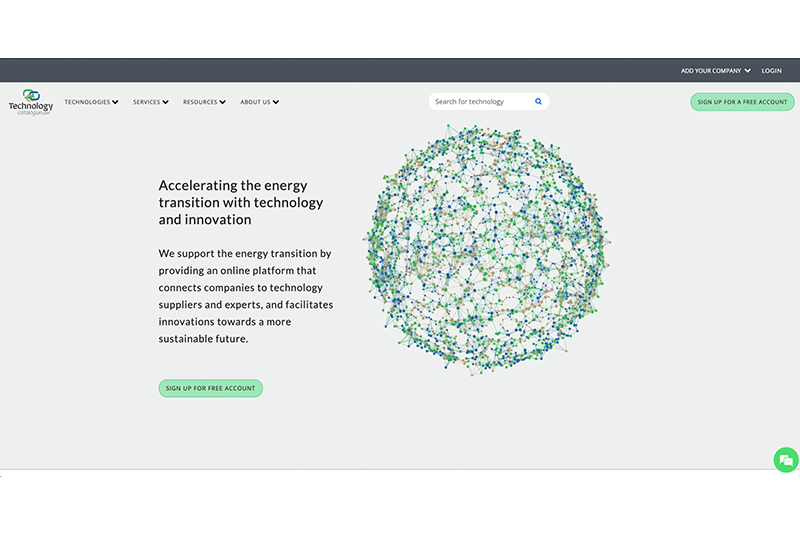 ADD YOUR COMPANY LOGIN
Technology
catalogue.com
TECHNOLOGIES SERVICES RESOURCES ABOUT US
Search for technology
SIGN UP FOR A FREE ACCOUNT
Accelerating the energy
transition with technology
and innovation
We support the energy transition by
providing an online platform that
connects companies to technology
suppliers and experts, and facilitates
innovations towards a more
sustainable future.
SIGN UP FOR FREE ACCOUNT